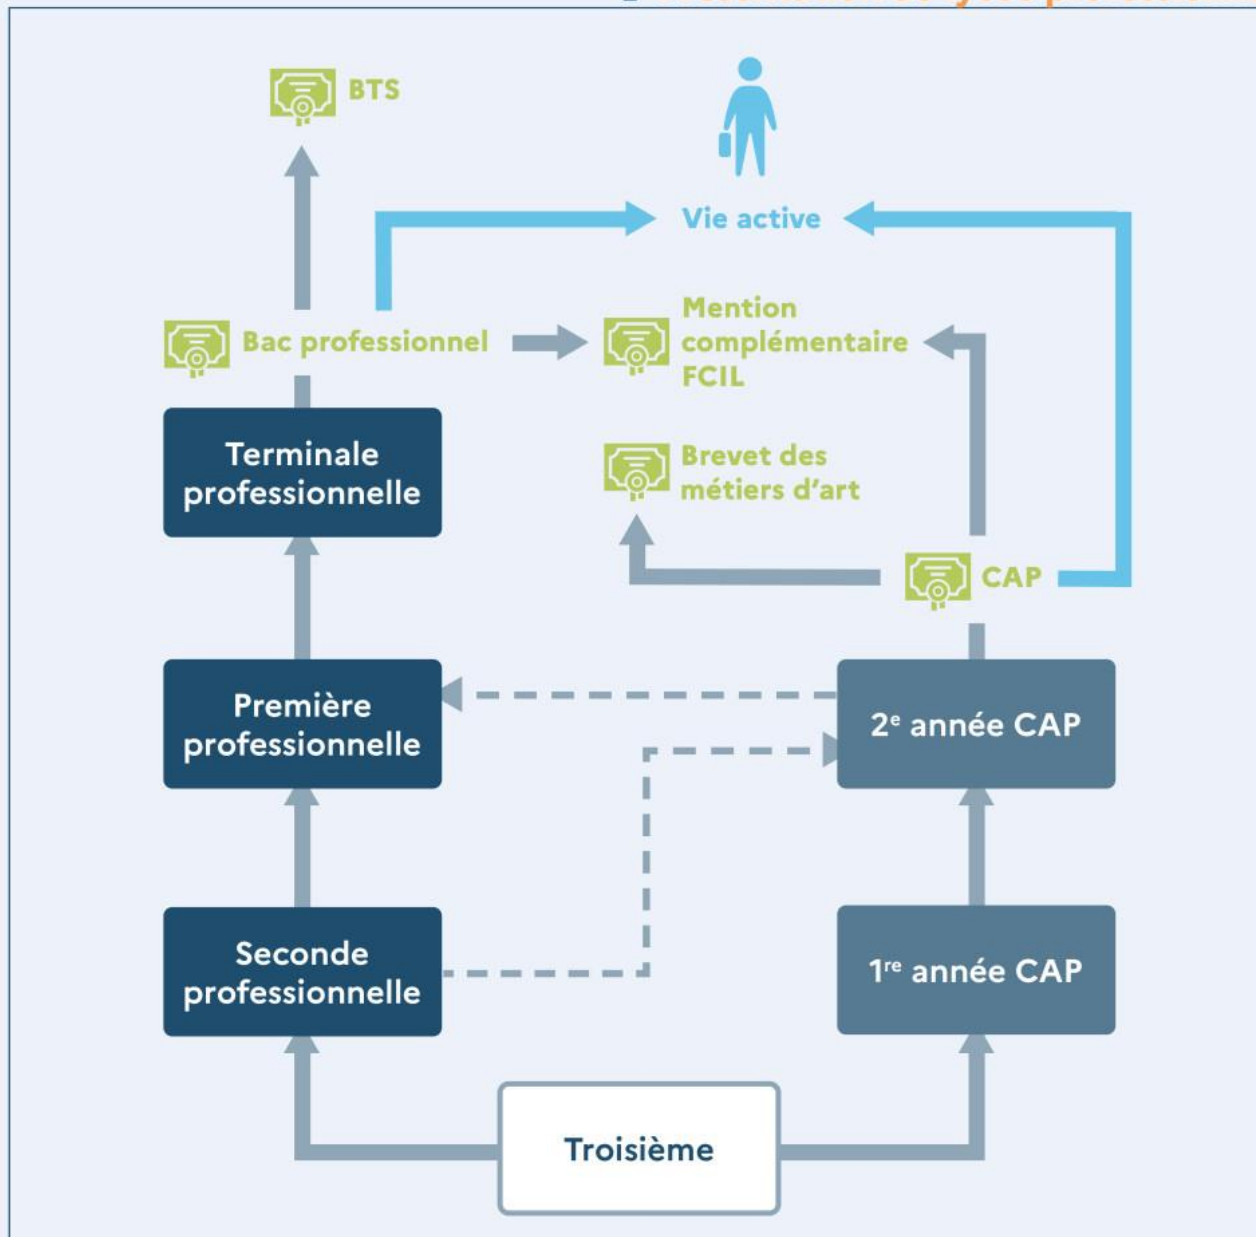 BTS
Vie active
Bac professionnel
Mention
complémentaire
FCIL
Terminale
professionnelle
Brevet des
métiers d'art
CAP
Première
professionnelle
2e année CAP
Seconde
professionnelle
1re année CAP
Troisième